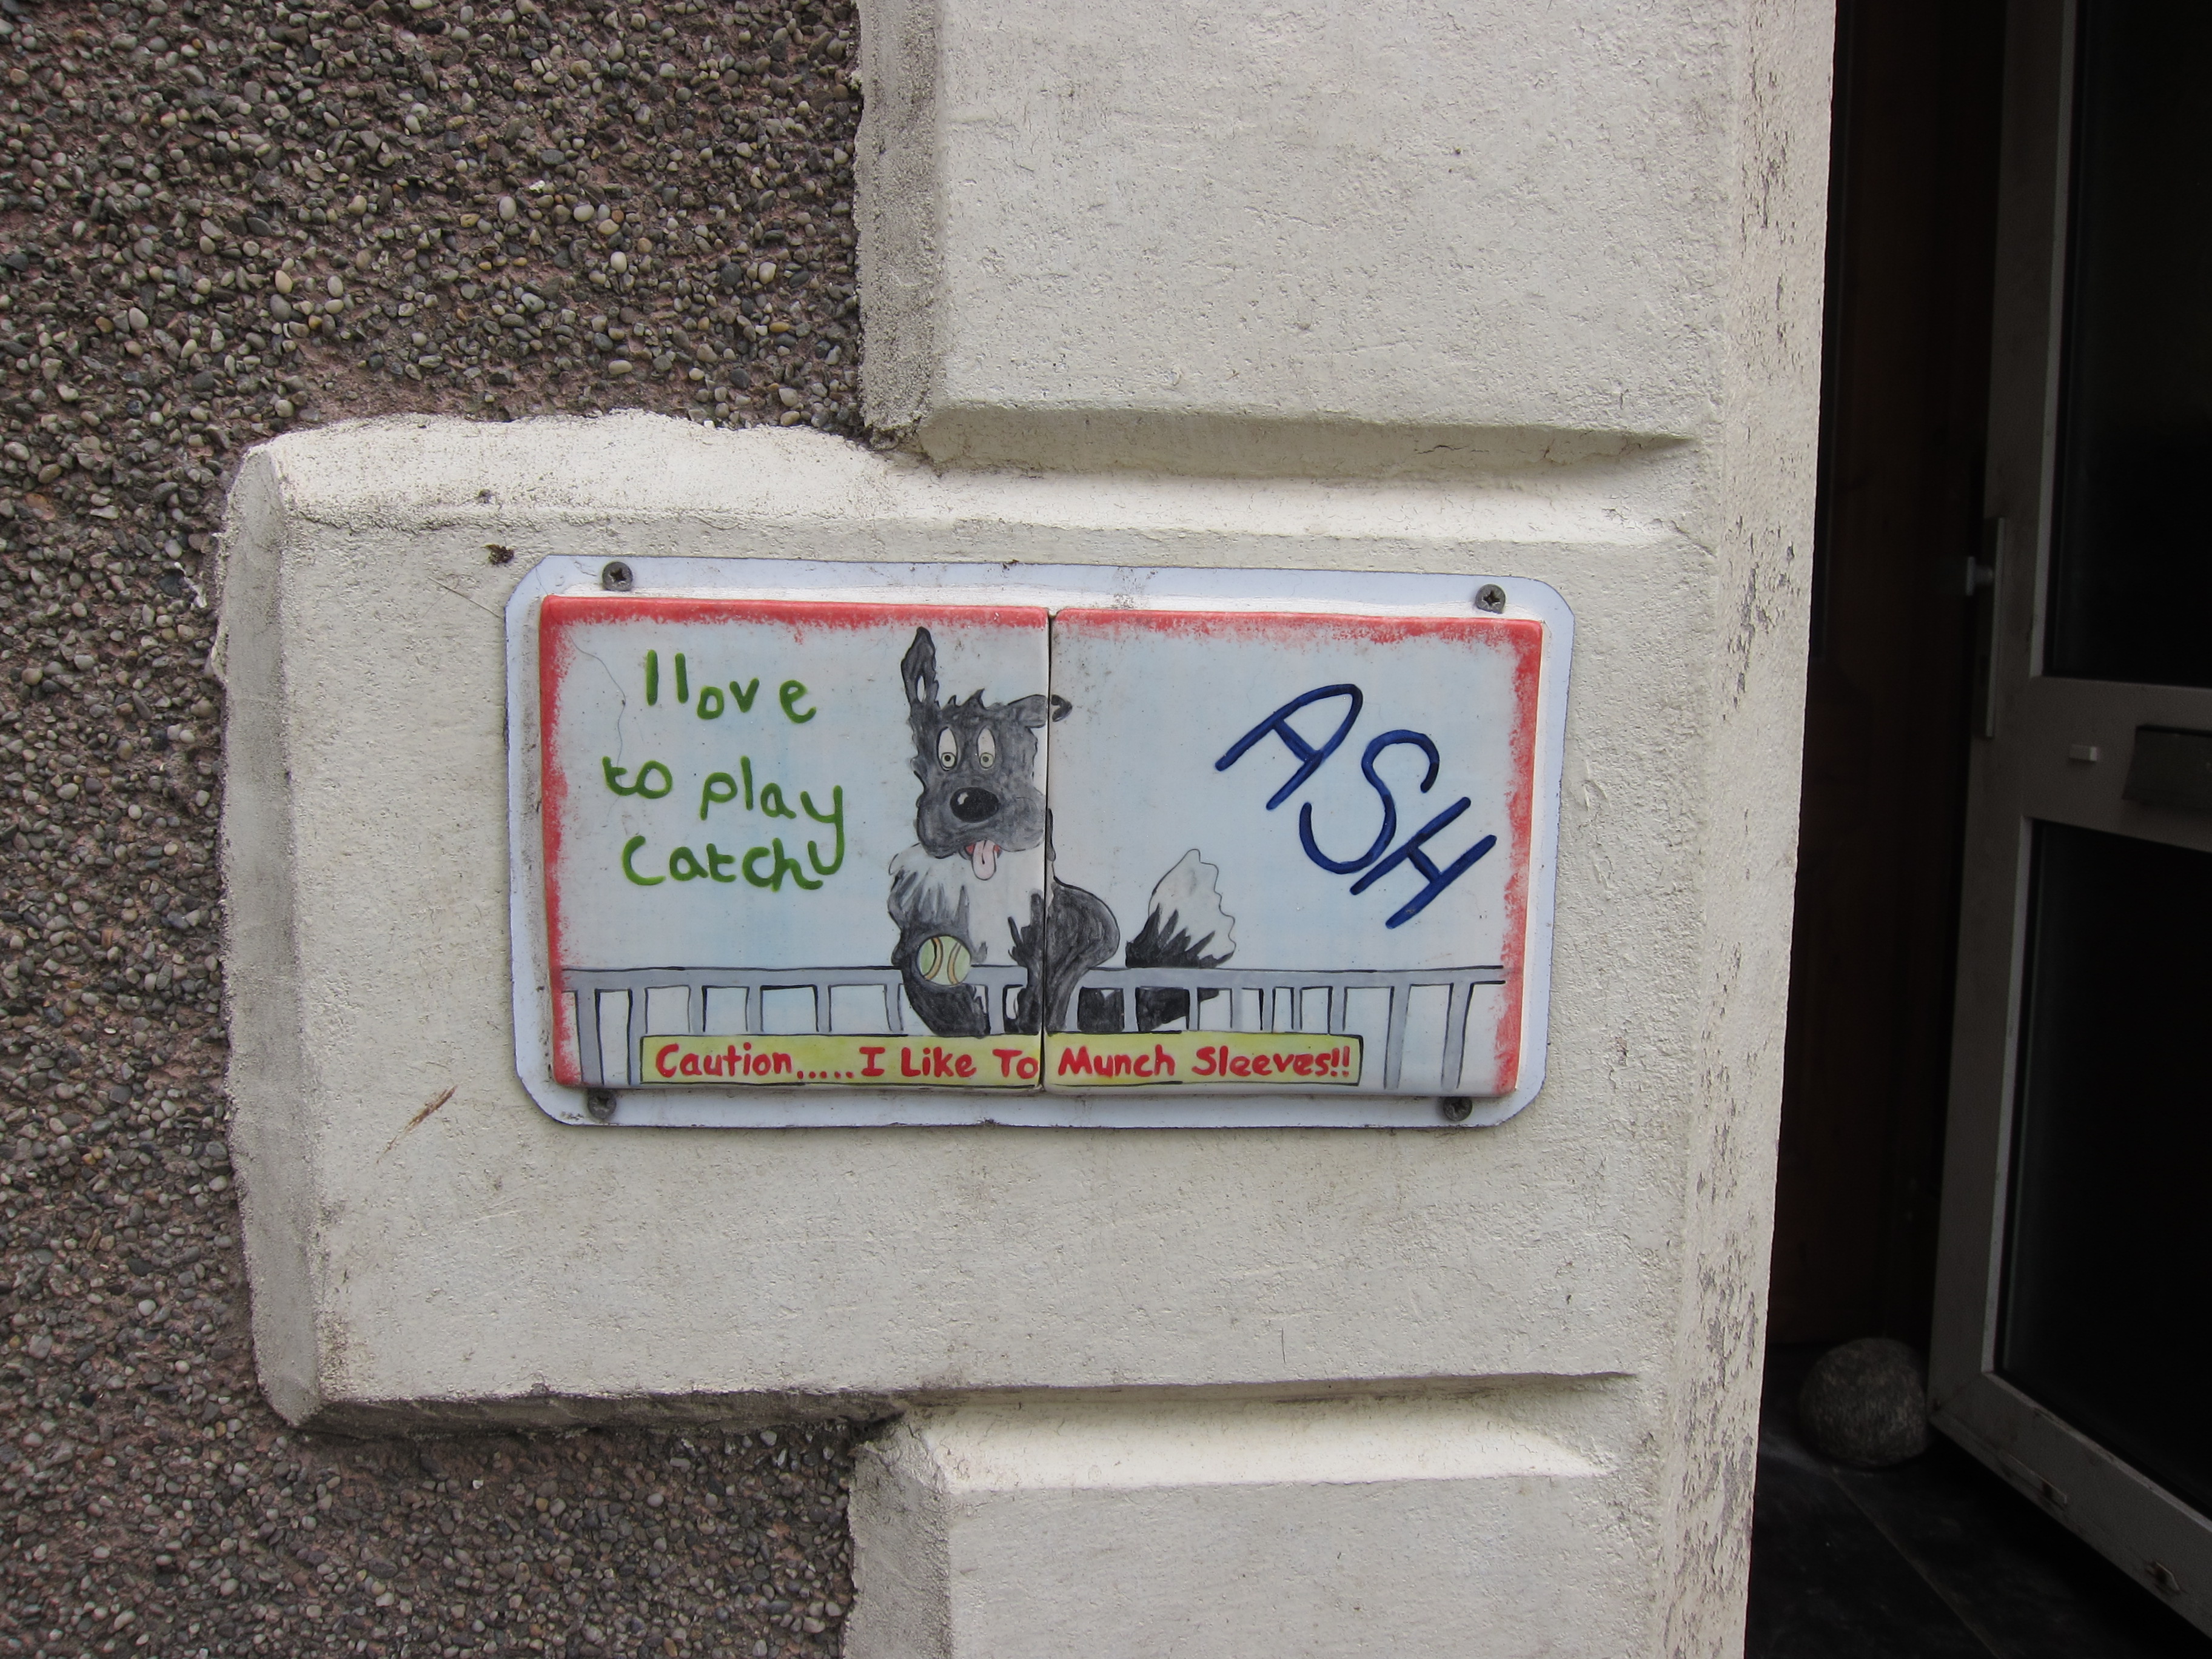 I love
to play
Catch
ASH
Caution.....I Like To Munch Sleeves!!